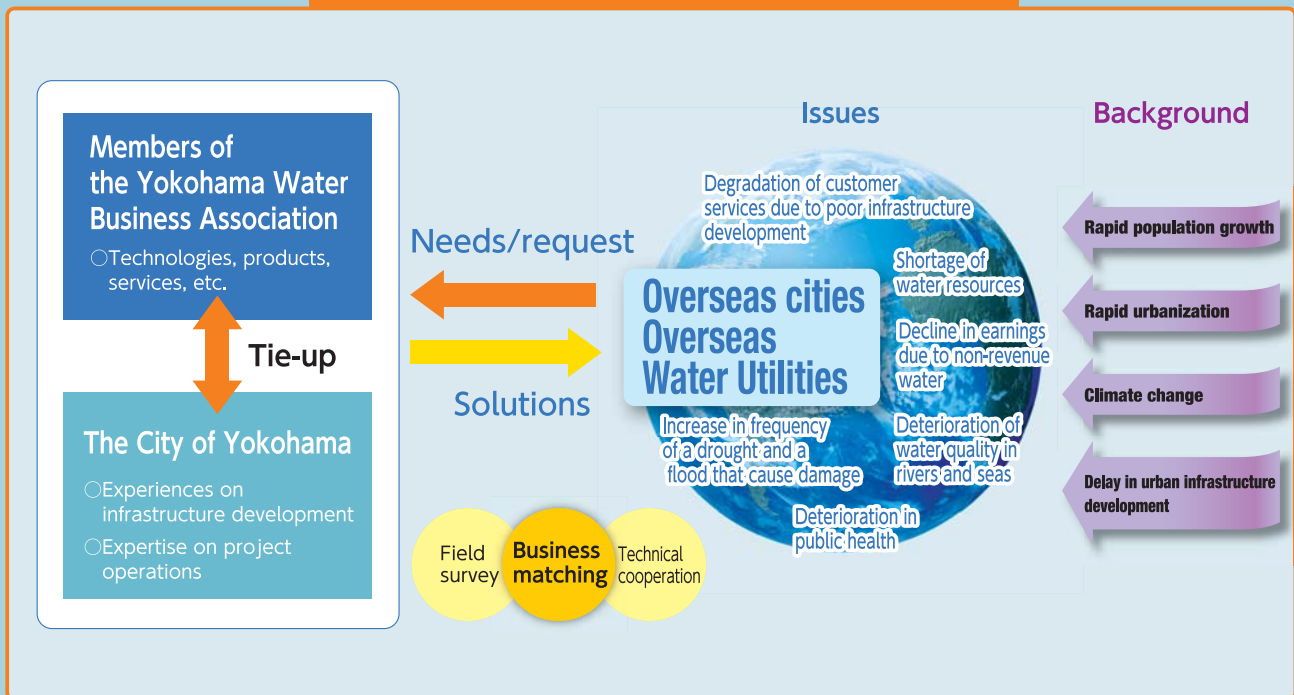 Members of
the Yokohama Water
Business Association
○Technologies, products,
services, etc.
Tie-up
The City of Yokohama
○Experiences on
infrastructure development
○Expertise on project
operations
Needs/request
Solutions
Field
survey
Business
matching
Technical
cooperation
Issues
Degradation of customer
services due to poor infrastructure
development
Shortage of
water resources
Overseas cities
Overseas
Water Utilities
Decline in earnings
due to non-revenue
water
Increase in frequency
of a drought and a
flood that cause damage
Deterioration of
water quality in
rivers and seas
Deterioration in
public health
Background
Rapid population growth
Rapid urbanization
Climate change
Delay in urban infrastructure
development